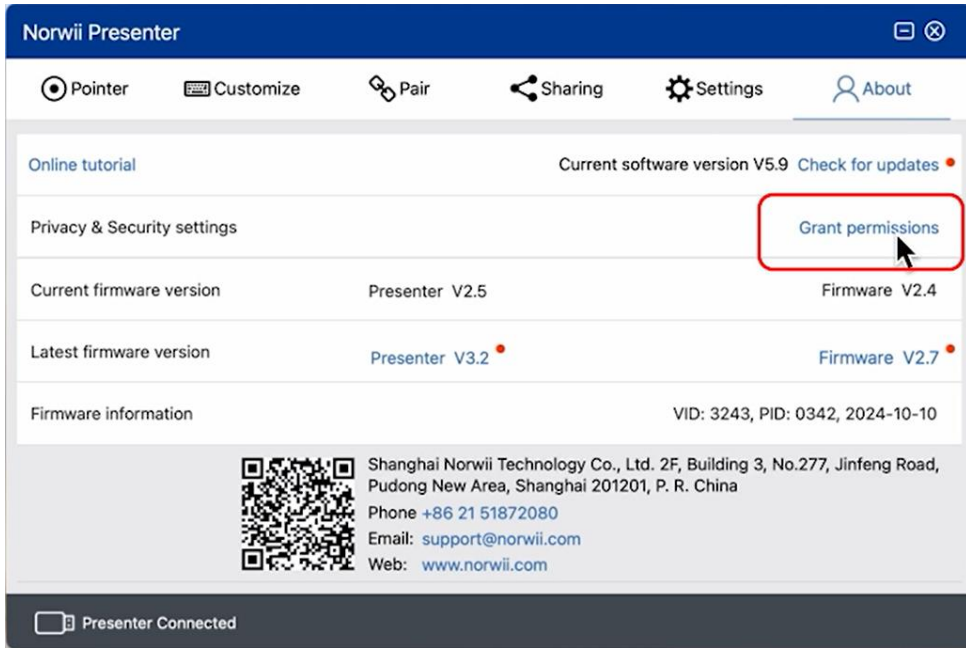 Norwii Presenter
Pointer Customize Pair Sharing Settings About
Online tutorial Current software version V5.9 Check for updates
Privacy & Security settings Grant permissions
Current firmware version Presenter V2.5 Firmware V2.4
Latest firmware version Presenter V3.2 Firmware V2.7
Firmware information VID: 3243, PID: 0342, 2024-10-10
Shanghai Norwii Technology Co., Ltd. 2F, Building 3, No.277, Jinfeng Road,
Pudong New Area, Shanghai 201201, P. R. China
Phone +86 21 51872080
Email: support@norwii.com
Web: www.norwii.com
Presenter Connected